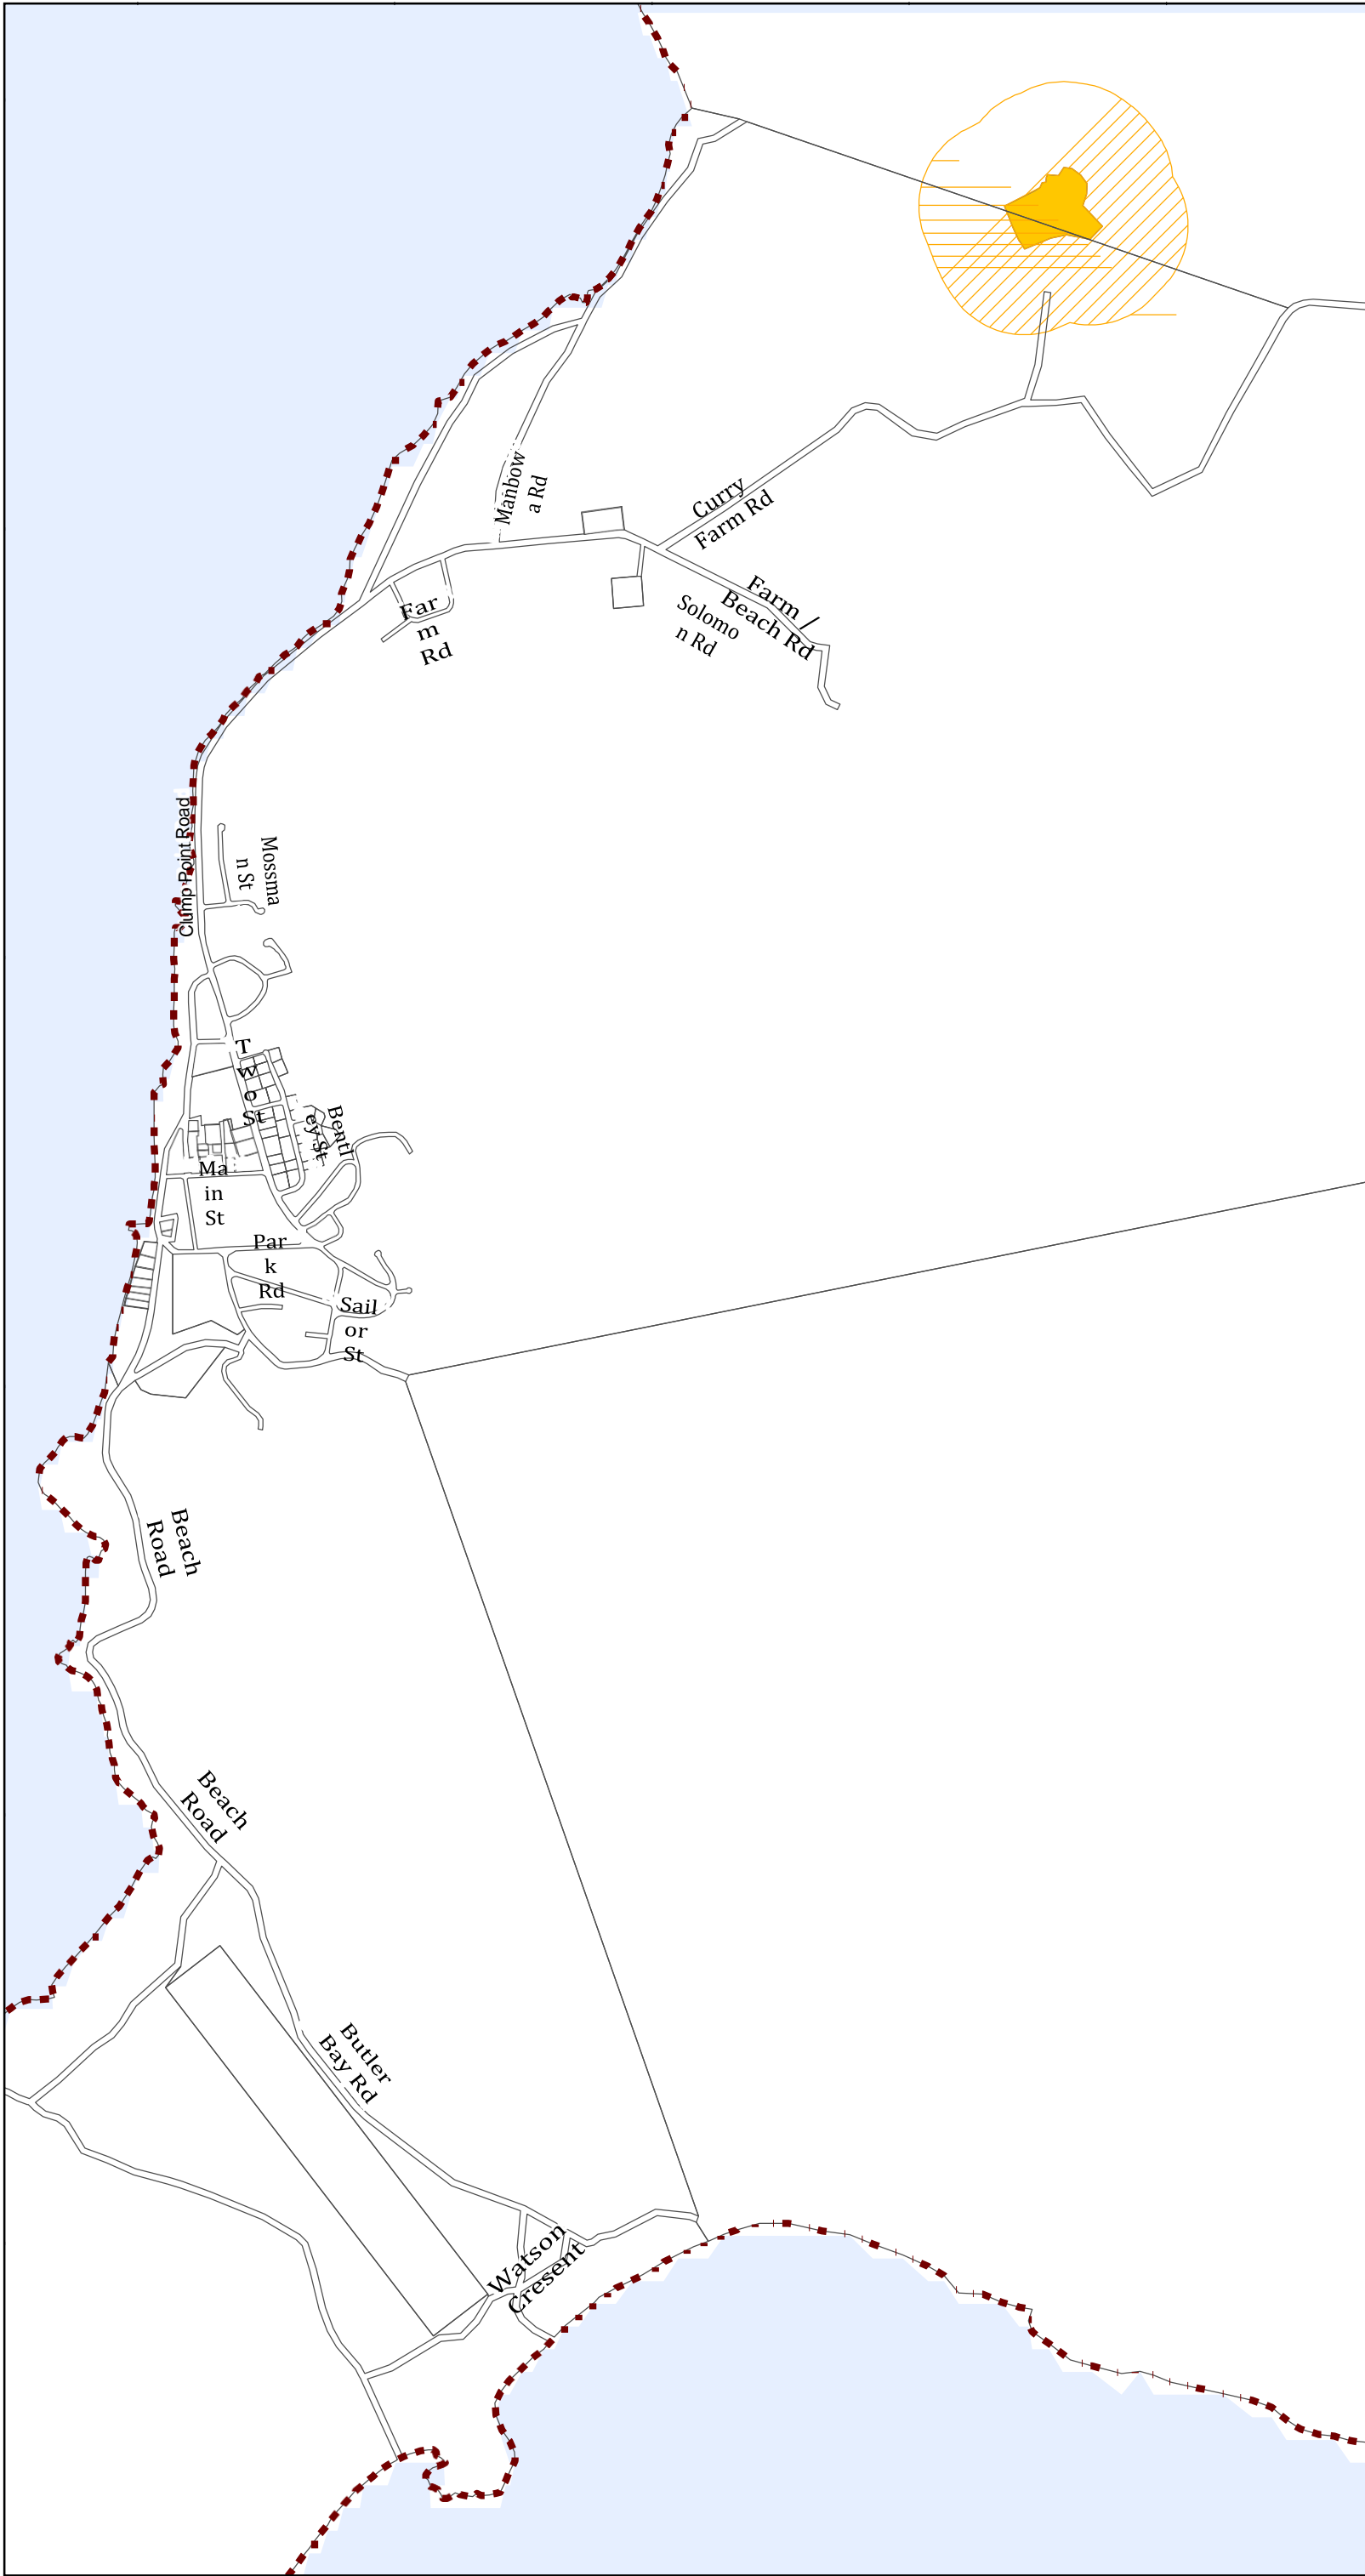 Manbow
a Rd
Curry
Farm Rd
Farm /
Beach Rd
Solomo
n Rd
Far
m
Rd
Clump Point Road
Mossma
n St
T
w
o
St
Bentl
ey St
Ma
in
St
Par
k
Rd
Sail
or
St
Beach
Road
Beach
Road
Butler
Bay Rd
Watson
Cresent